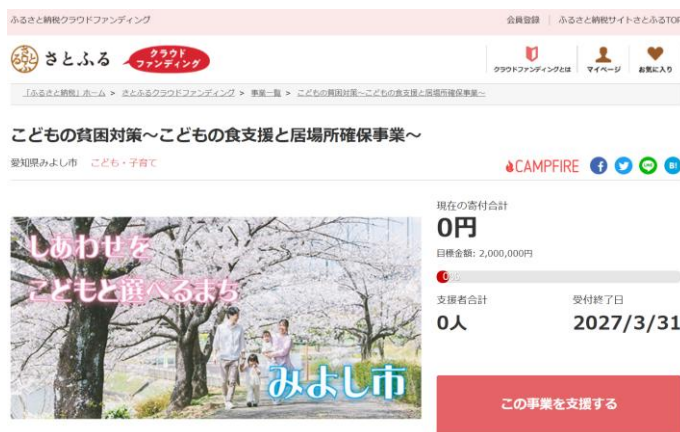 ふるさと納税クラウドファンディング
会員登録 ふるさと納税サイトさとふるTOP
さとふる クラウドファンディング
クラウドファンディングとは マイページ お気に入り
「ふるさと納税」ホーム > さとふるクラウドファンディング > 事業一覧 > こどもの貧困対策～こどもの食支援と居場所確保事業～
こどもの貧困対策～こどもの食支援と居場所確保事業～
愛知県みよし市 こども・子育て
CAMPFIRE f LINE B!
しあわせを
こどもと選べるまち
みよし市
現在の寄付合計
0円
目標金額: 2,000,000円
0%
支援者合計 受付終了日
0人 2027/3/31
この事業を支援する